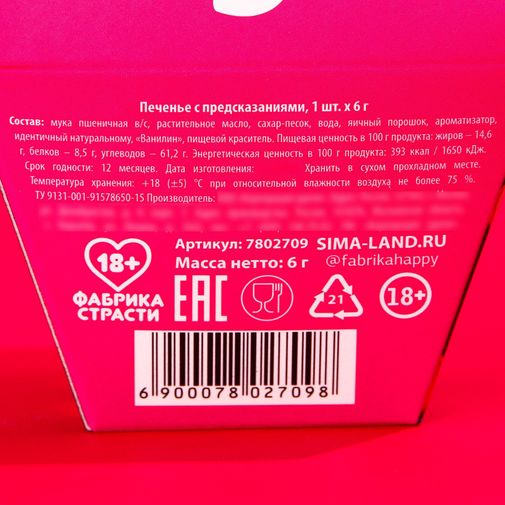 Печенье с предсказаниями, 1 шт. x 6 г
Состав: мука пшеничная в/с, растительное масло, сахар-песок, вода, яичный порошок, ароматизатор,
идентичный натуральному, «Ванилин», пищевой краситель. Пищевая ценность в 100 г продукта: жиров – 14,6
г, белков – 8,5 г, углеводов – 61,2 г. Энергетическая ценность в 100 г продукта: 393 ккал / 1650 кДж.
Срок годности: 12 месяцев. Дата изготовления: Хранить в сухом прохладном месте.
Температура хранения: +18 (±5) °С при относительной влажности воздуха не более 75 %.
ТУ 9131-001-91578650-15 Производитель:
Артикул: 7802709 SIMA-LAND.RU
Масса нетто: 6 г @fabrikahappy
18+
ФАБРИКА
СТРАСТИ
EAC
21
18+
6 900078 027098